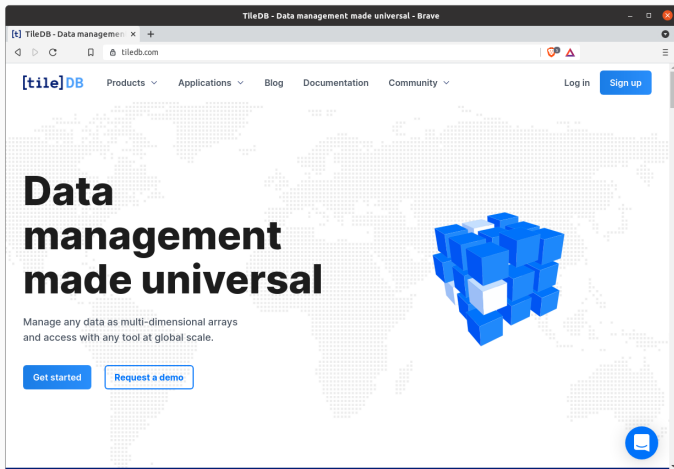 TileDB - Data management made universal - Brave
[t] TileDB - Data managemen
tiledb.com
[tile]DB Products Applications Blog Documentation Community Log in Sign up
Data
management
made universal
Manage any data as multi-dimensional arrays
and access with any tool at global scale.
Get started Request a demo